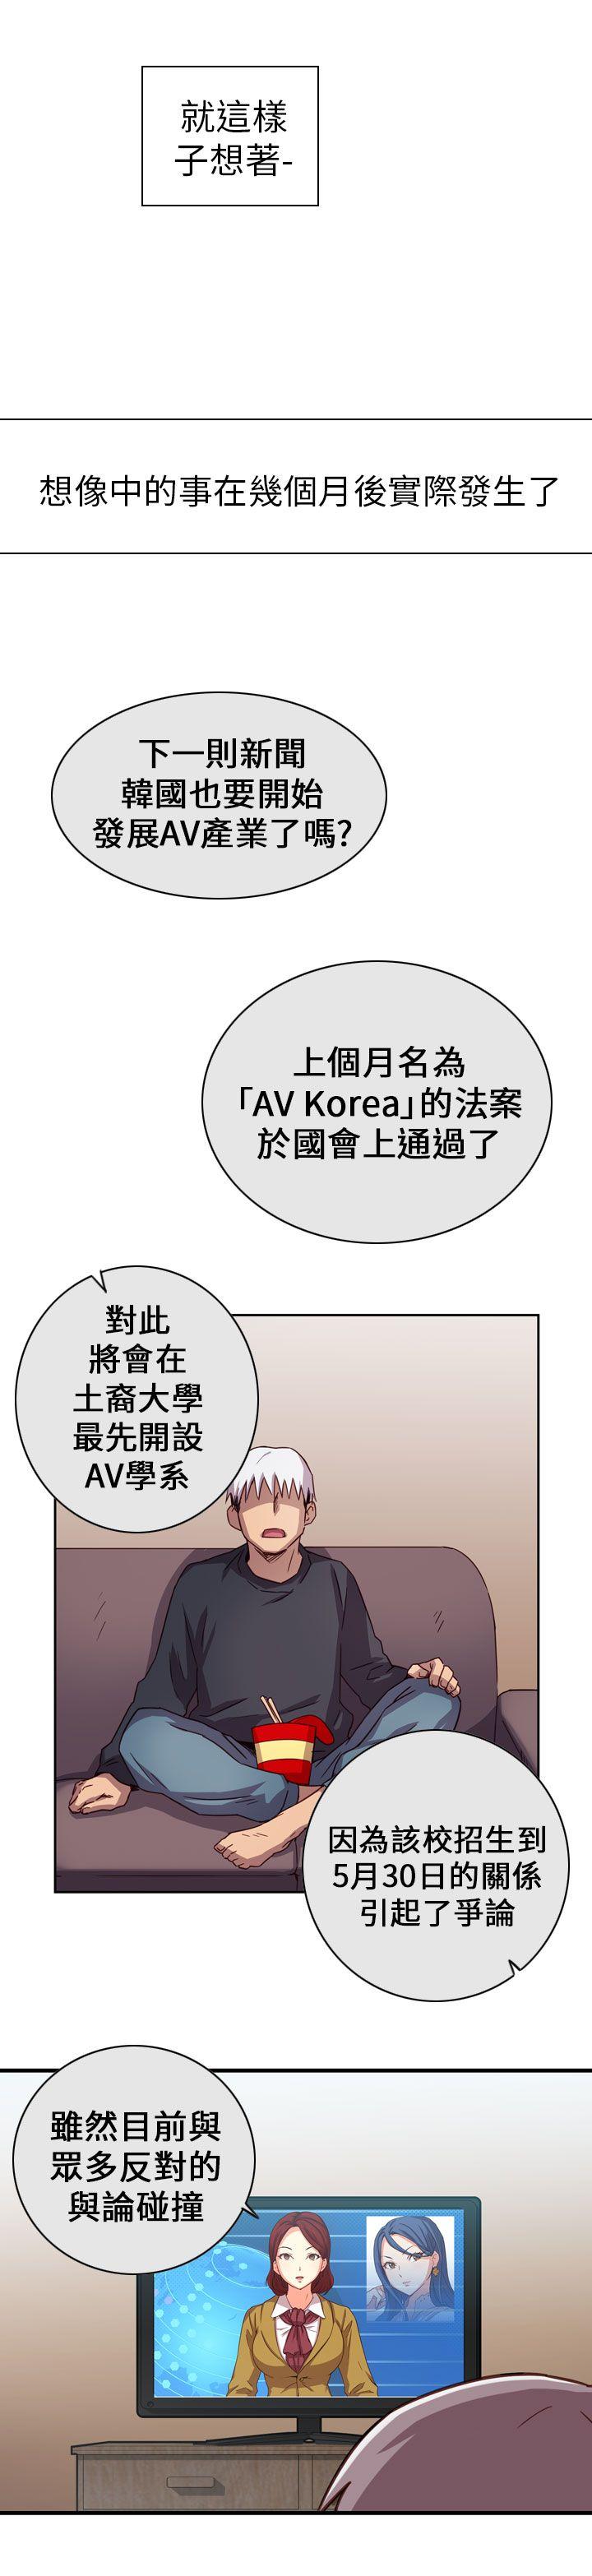 就這樣
子想著-
想像中的事在幾個月後實際發生了
下一則新聞
韓國也要開始
發展AV產業了嗎?
上個月名為
「AV Korea」的法案
於國會上通過了
對此
將會在
土裔大學
最先開設
AV學系
因為該校招生到
5月30日的關係
引起了爭論
雖然目前與
眾多反對的
與論碰撞